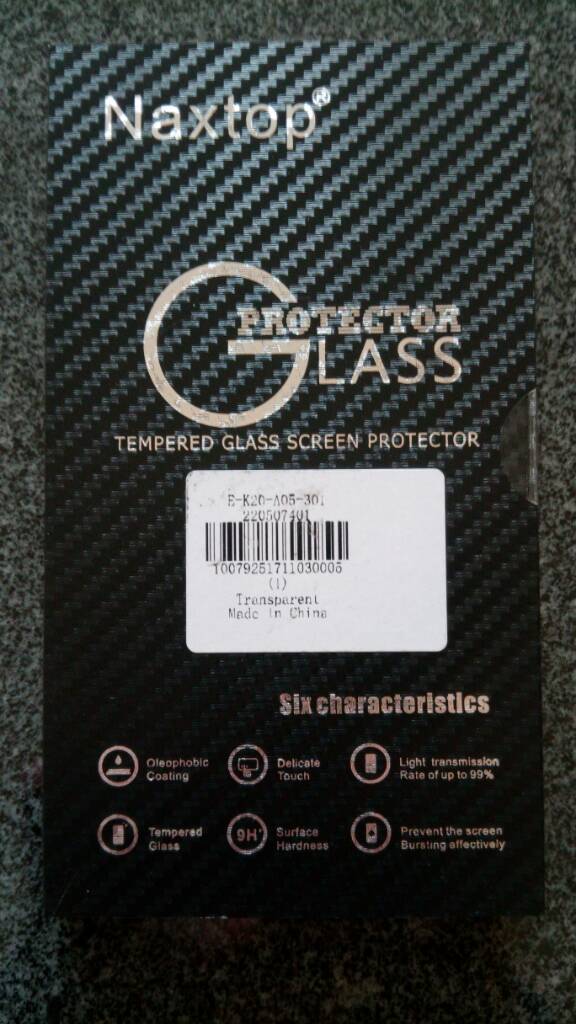 Naxtop®
PROTECTOR
GLASS
TEMPERED GLASS SCREEN PROTECTOR
E-K20-A05-301
220507401
10079251711030005
(1)
Transparent
Made in China
Six characteristics
Oleophobic
Coating
Delicate
Touch
Light transmission
Rate of up to 99%
Tempered
Glass
9H+
Surface
Hardness
Prevent the screen
Bursting effectively